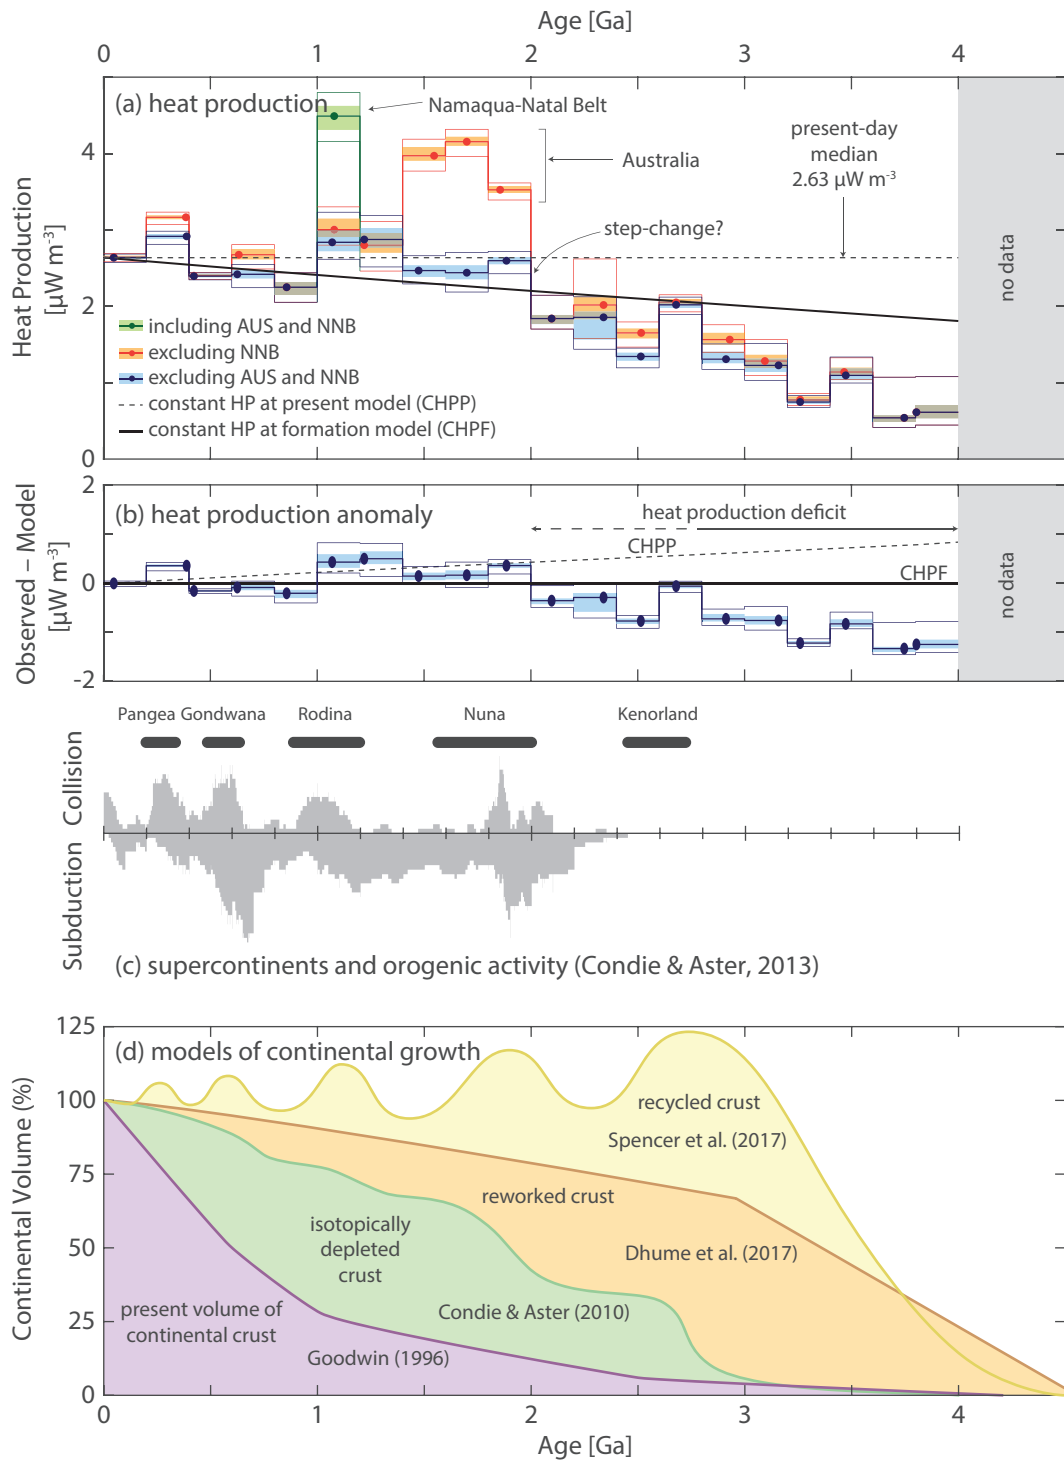 Age [Ga]
0 1 2 3 4
(a) heat production
Namaqua-Natal Belt
Australia
present-day
median
2.63 µW m-3
step-change?
no data
Heat Production
[µW m-3]
4
2
0
including AUS and NNB
excluding NNB
excluding AUS and NNB
constant HP at present model (CHPP)
constant HP at formation model (CHPF)
(b) heat production anomaly
heat production deficit
CHPP
CHPF
no data
Observed – Model
[µW m-3]
2
0
-2
Pangea Gondwana Rodina Nuna Kenorland
Collision
Subduction
(c) supercontinents and orogenic activity (Condie & Aster, 2013)
(d) models of continental growth
Continental Volume (%)
125
100
75
50
25
0
recycled crust
Spencer et al. (2017)
reworked crust
Dhume et al. (2017)
isotopically
depleted
crust
Condie & Aster (2010)
present volume of
continental crust
Goodwin (1996)
0 1 2 3 4
Age [Ga]